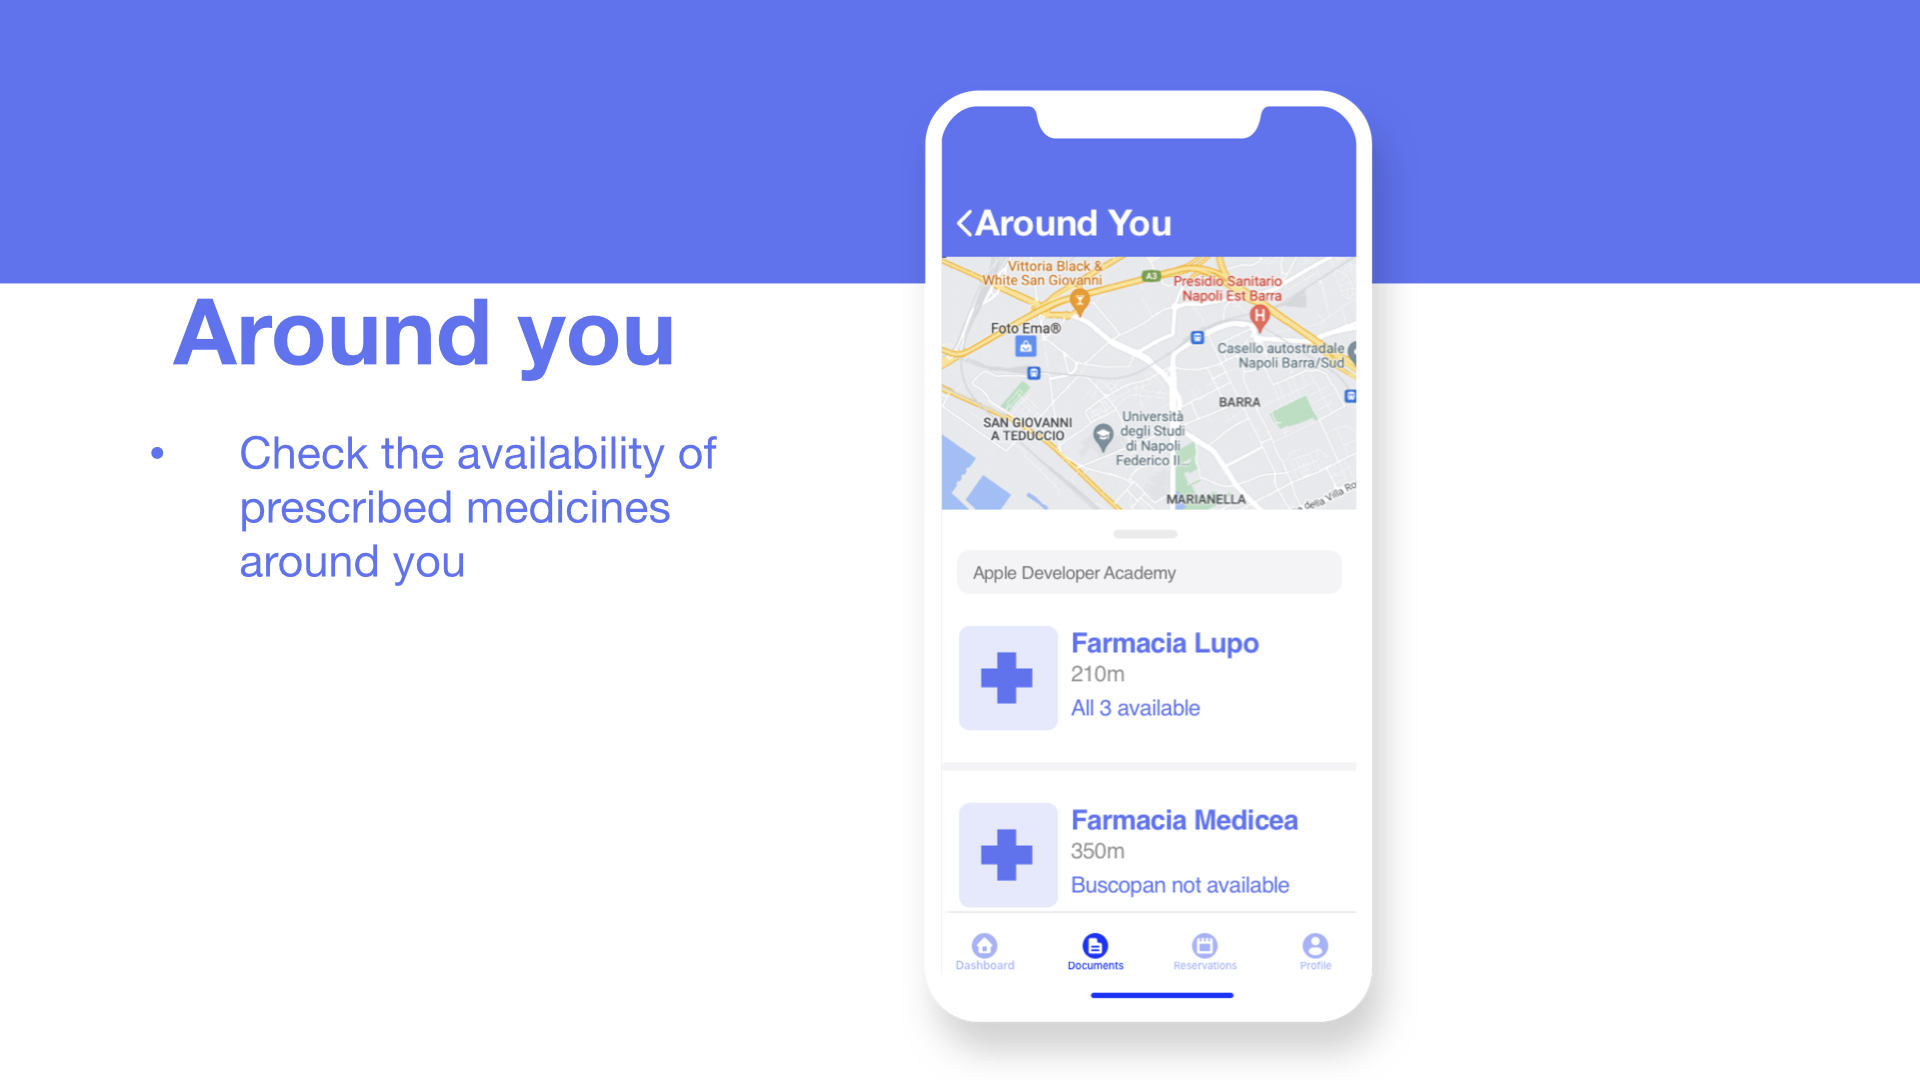 Around you
• Check the availability of
prescribed medicines
around you
Around You
Vittoria Black &
White San Giovanni
A3
Presidio Sanitario
Napoli Est Barra
H
Foto Ema®
Casello autostradale
Napoli Barra/Sud
BARRA
SAN GIOVANNI
A TEDUCCIO
Università
degli Studi
di Napoli
Federico II...
MARIANELLA
della Villa Ro
Apple Developer Academy
Farmacia Lupo
210m
All 3 available
Farmacia Medicea
350m
Buscopan not available
Dashboard
Documents
Reservations
Profile